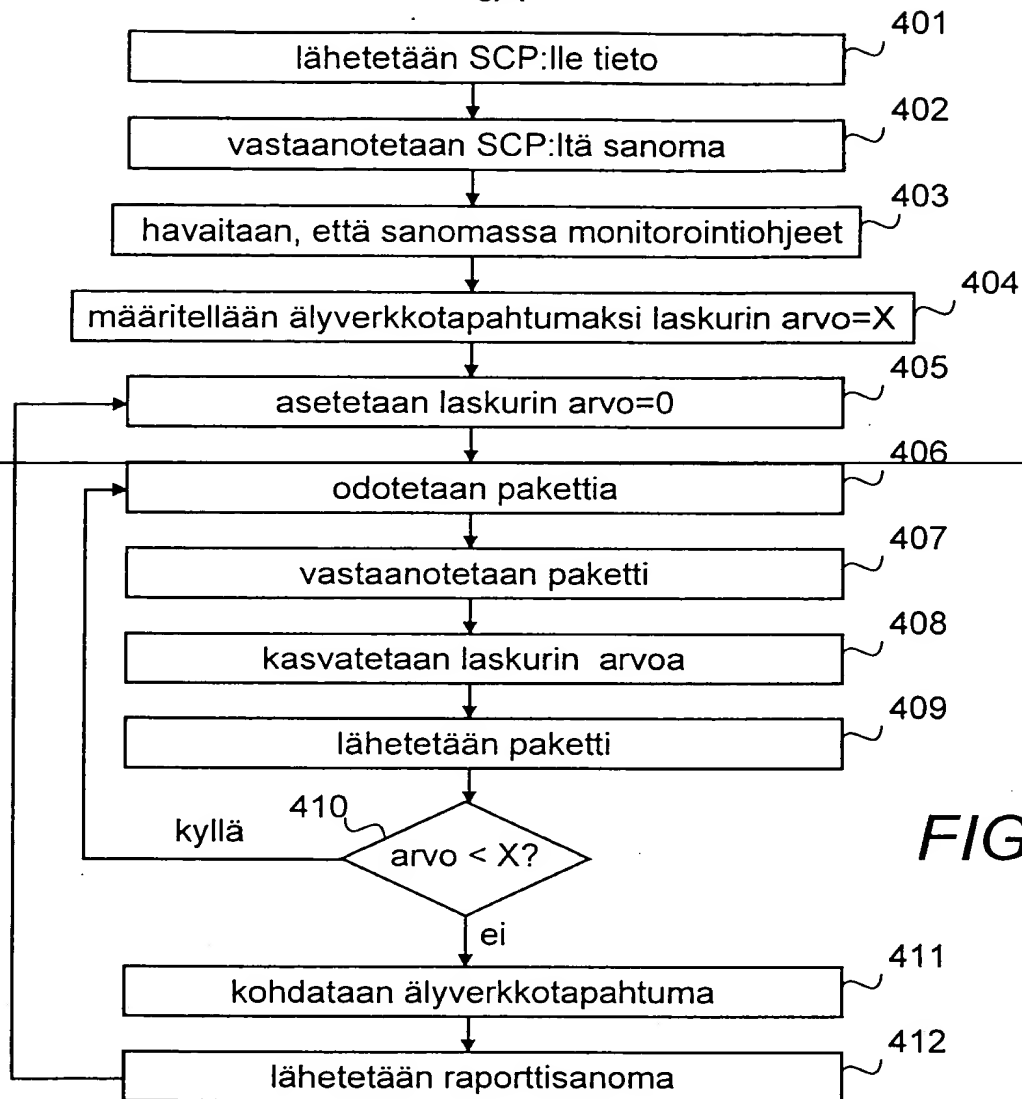 401
lähetetään SCP:lle tieto
402
vastaanotetaan SCP:ltä sanoma
403
havaitaan, että sanomassa monitorointiohjeet
404
määritellään älyverkkotapahtumaksi laskurin arvo=X
405
asetetaan laskurin arvo=0
406
odotetaan pakettia
407
vastaanotetaan paketti
408
kasvatetaan laskurin arvoa
409
lähetetään paketti
410
kyllä
arvo < X?
FIG
ei
411
kohdataan älyverkkotapahtuma
412
lähetetään raporttisanoma